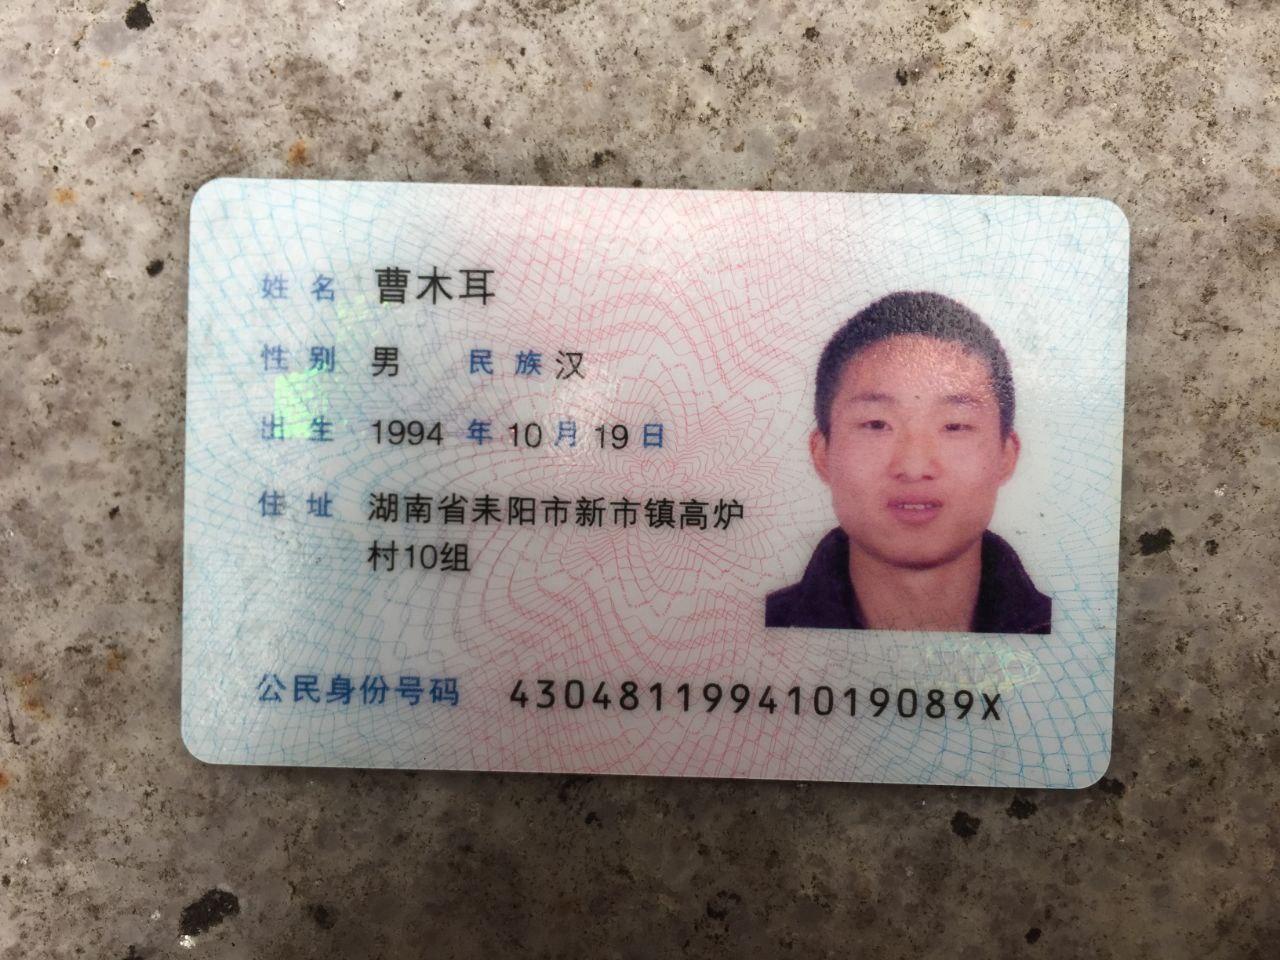 姓名 曹木耳
性别 男 民族 汉
出生 1994 年 10 月 19 日
住址 湖南省耒阳市新市镇高炉
村10组
公民身份号码 43048119941019089X